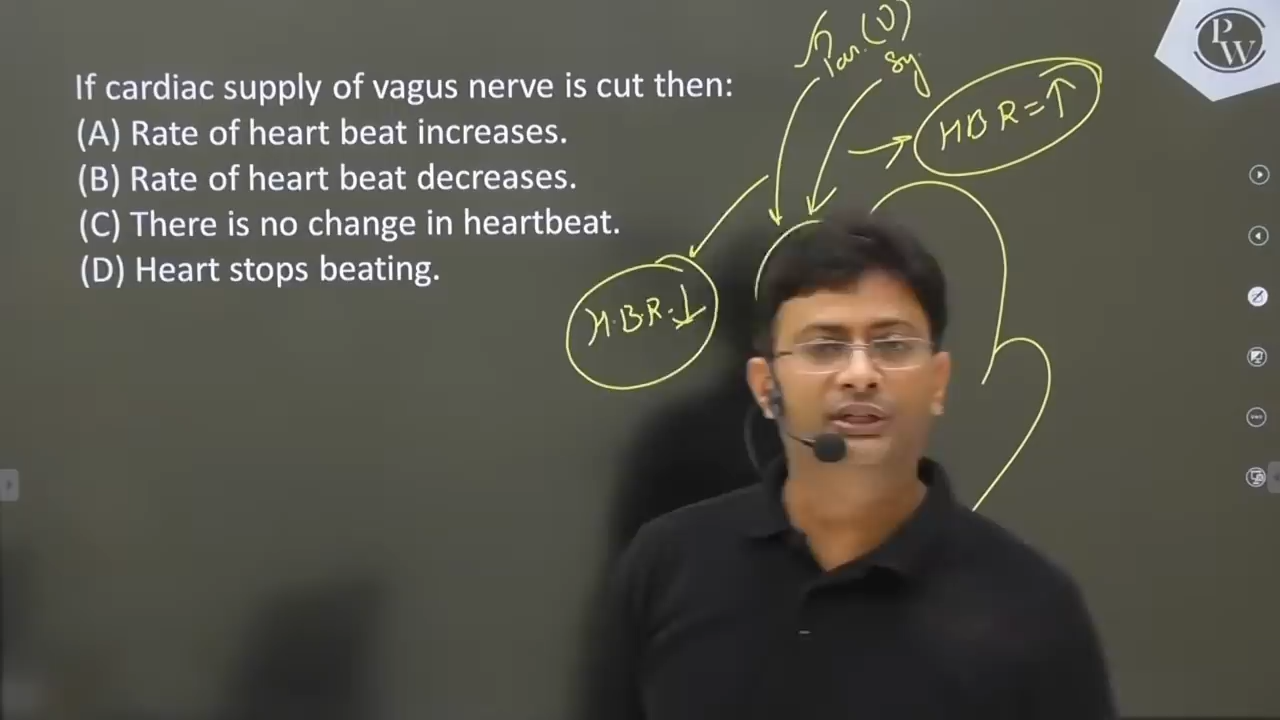 If cardiac supply of vagus nerve is cut then:
(A) Rate of heart beat increases.
(B) Rate of heart beat decreases.
(C) There is no change in heartbeat.
(D) Heart stops beating.
Par. (V)
Sy.
HBR=↑
H.B.R.=↓
PW